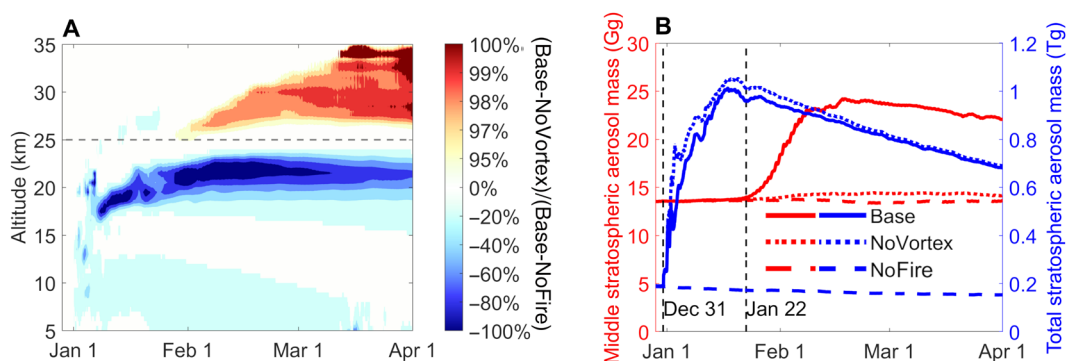 A
35
30
25
20
15
10
5
Altitude (km)
Jan 1
Feb 1
Mar 1
Apr 1
100%
99%
98%
97%
95%
0%
−20%
−40%
−60%
−80%
−100%
(Base-NoVortex)/(Base-NoFire)
B
30
25
20
15
10
5
0
Middle stratospheric aerosol mass (Gg)
Base
NoVortex
NoFire
Dec 31
Jan 22
Jan 1
Feb 1
Mar 1
Apr 1
1.2
1
0.8
0.6
0.4
0.2
0
Total stratospheric aerosol mass (Tg)